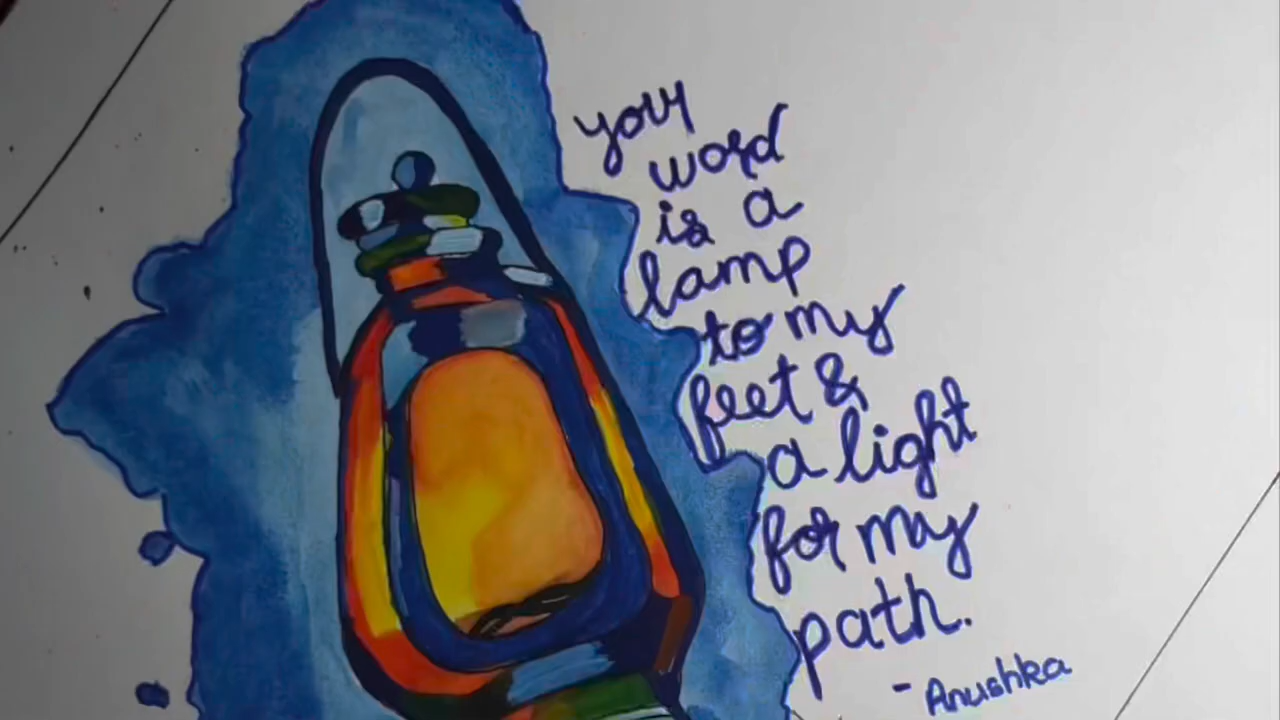 your
word
is a
lamp
to my
feet &
a light
for my
path.
- Anushka